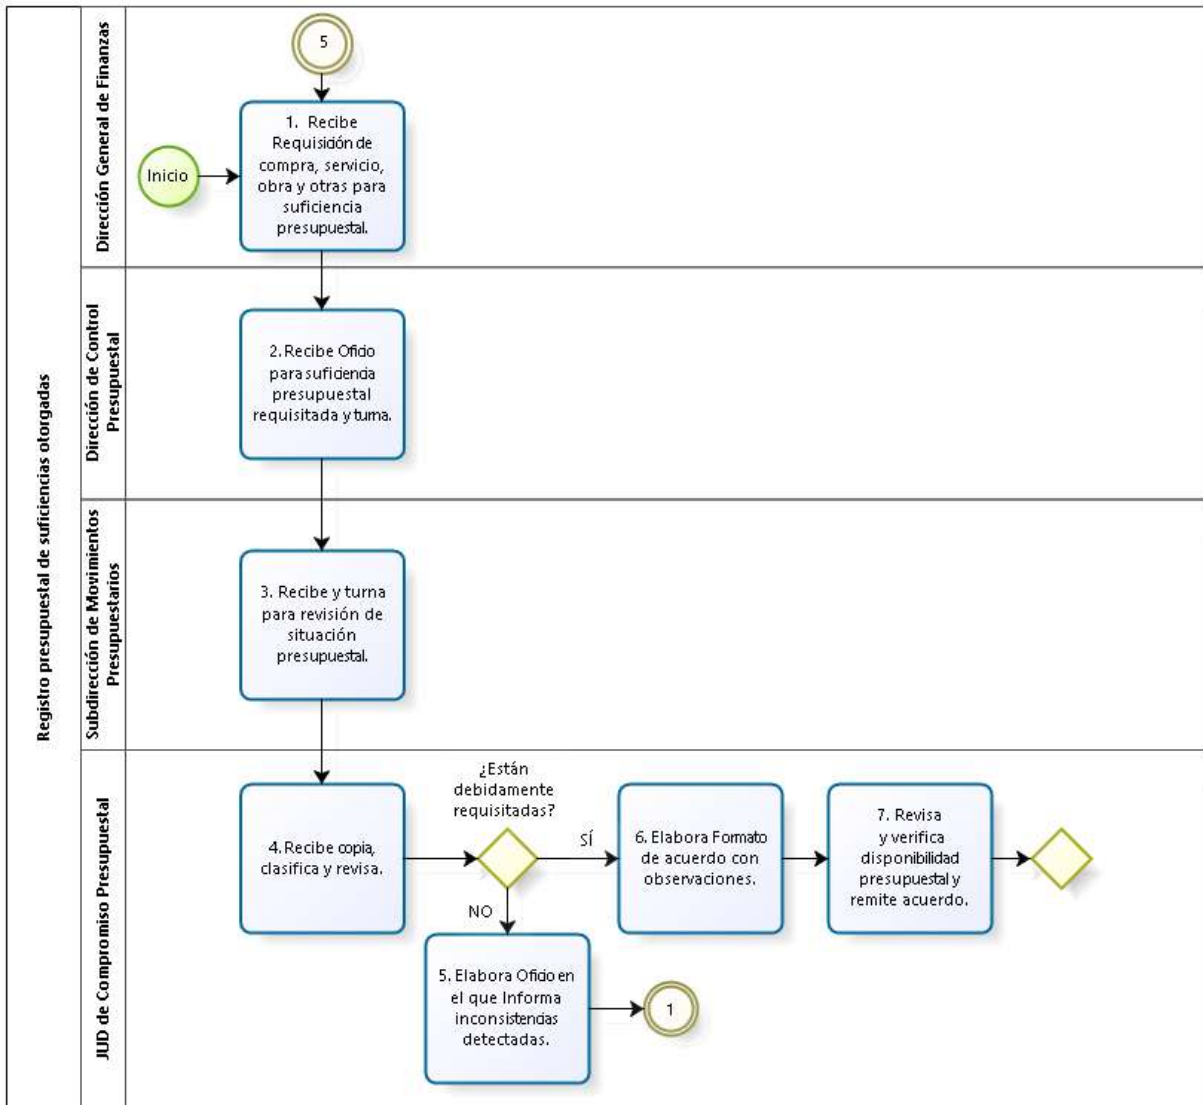 Registro presupuestal de suficiencias otorgadas
Dirección General de Finanzas
5
Inicio
1. Recibe
Requisición de
compra, servicio,
obra y otras para
suficiencia
presupuestal.
Dirección de Control
Presupuestal
2. Recibe Oficio
para suficiencia
presupuestal
requisitada y turna.
Subdirección de Movimientos
Presupuestarios
3. Recibe y turna
para revisión de
situación
presupuestal.
JUD de Compromiso Presupuestal
4. Recibe copia,
clasifica y revisa.
¿Están
debidamente
requisitadas?
SÍ
NO
6. Elabora Formato
de acuerdo con
observaciones.
7. Revisa
y verifica
disponibilidad
presupuestal y
remite acuerdo.
5. Elabora Oficio en
el que Informa
inconsistencias
detectadas.
1